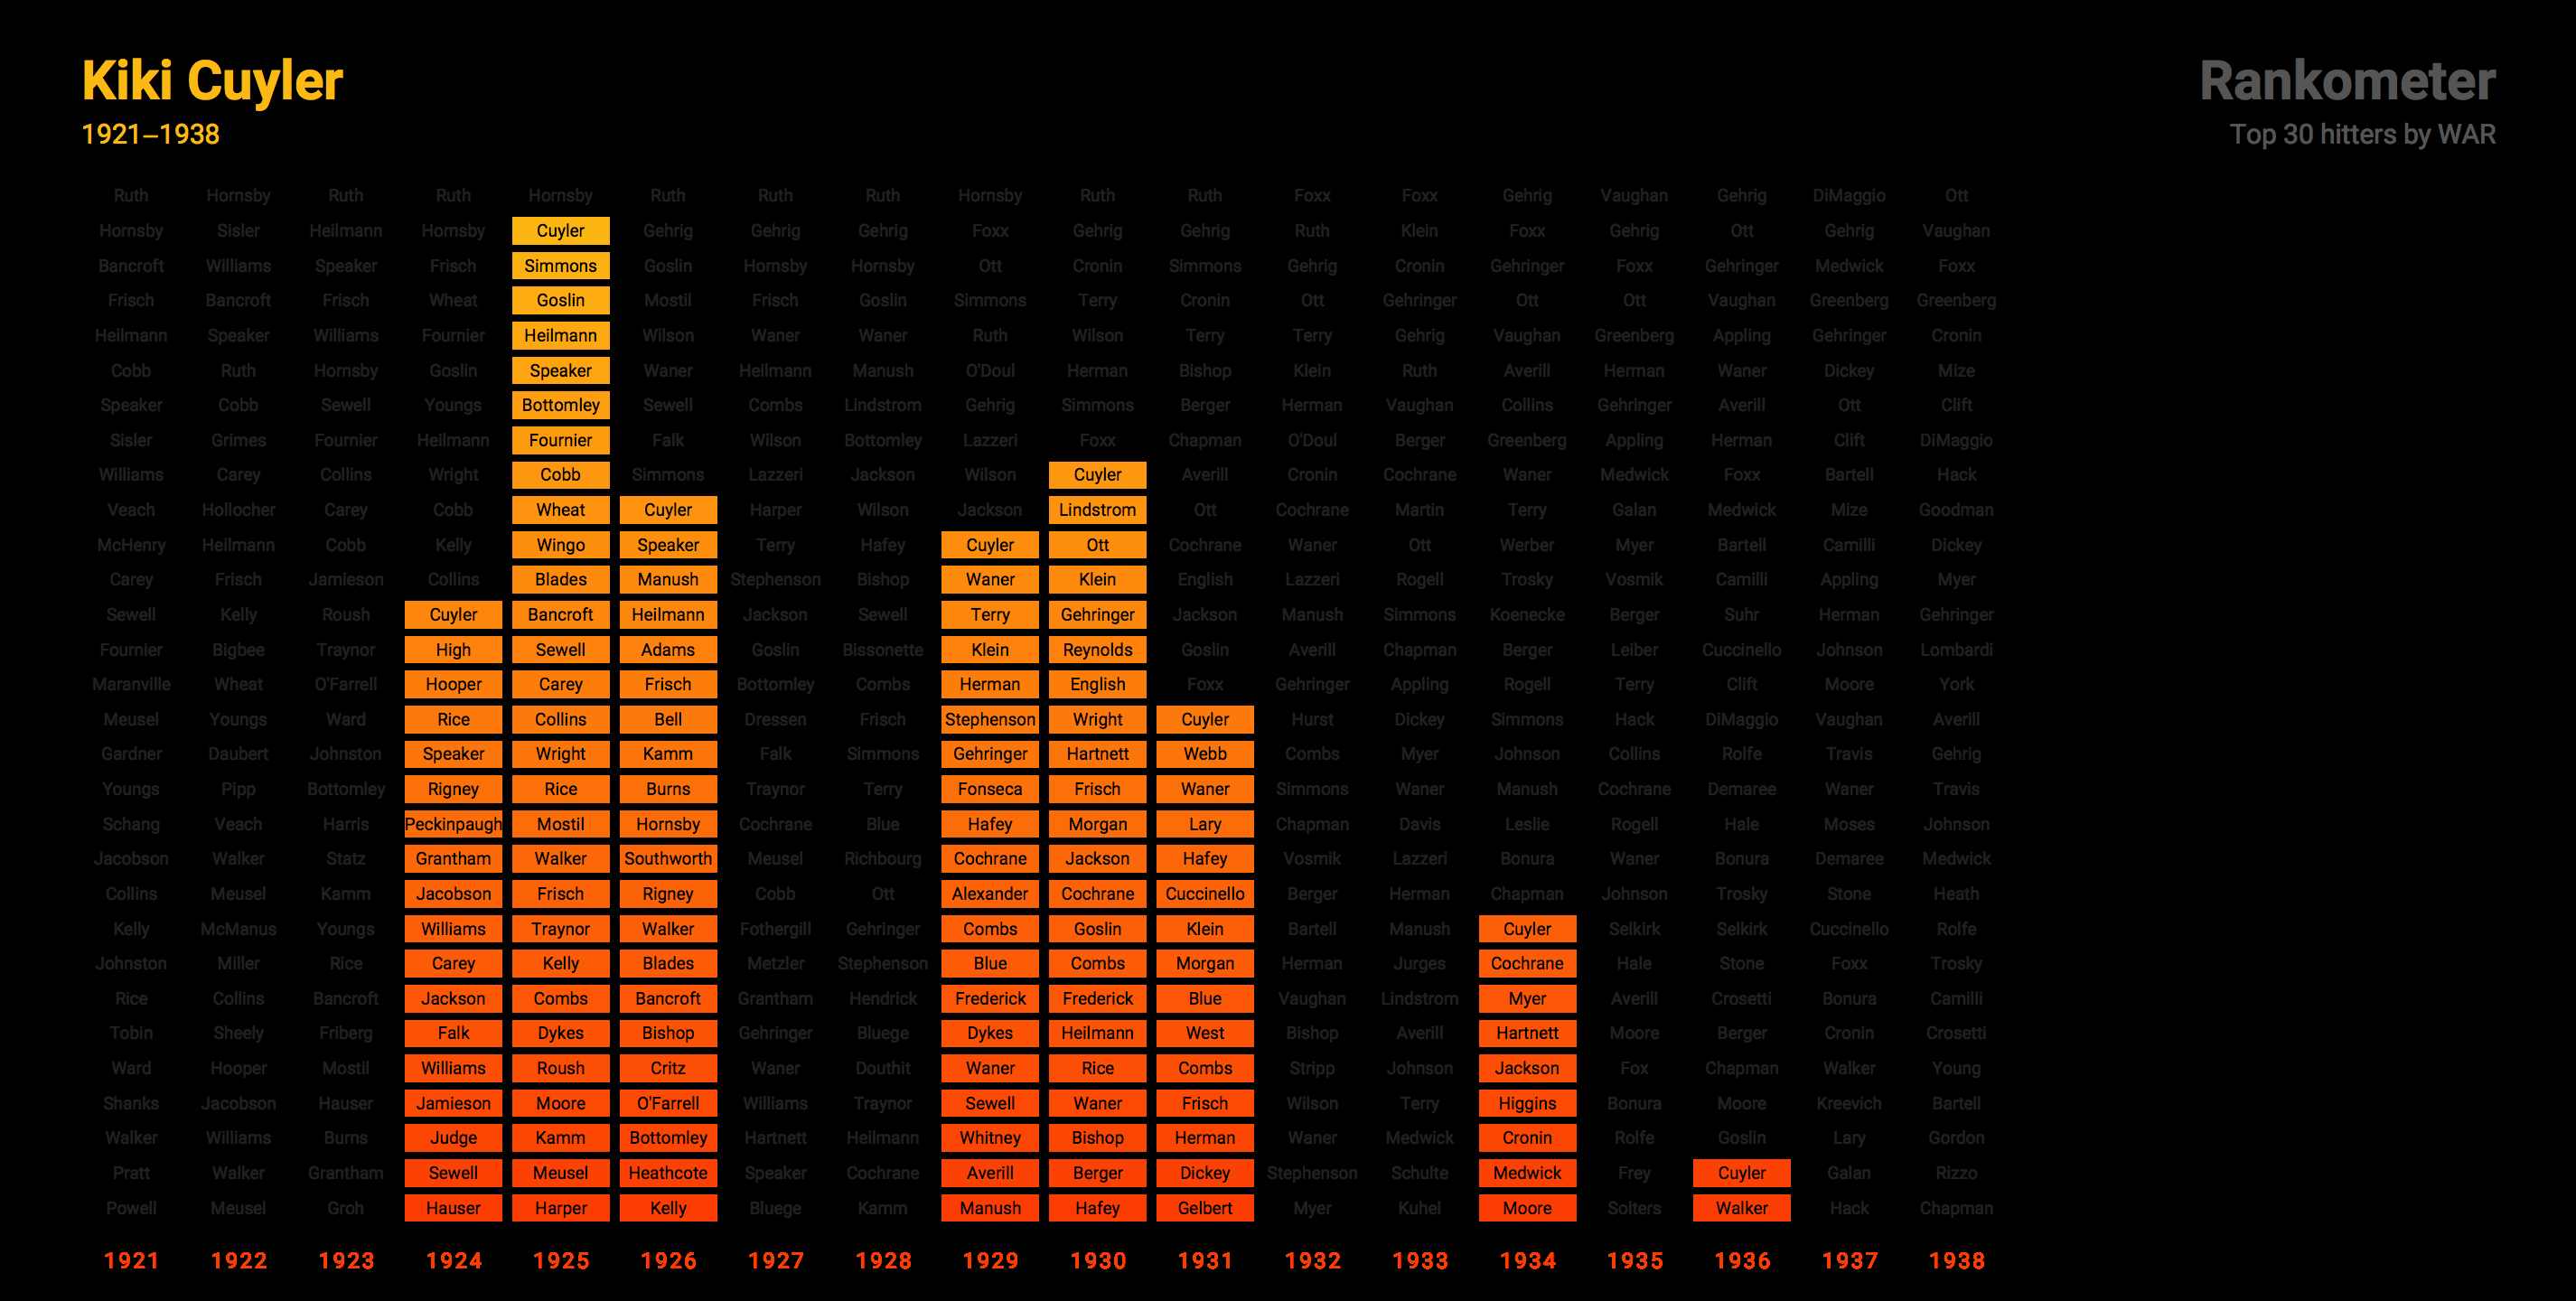 Kiki Cuyler
1921–1938
Rankometer
Top 30 hitters by WAR
Ruth Hornsby Ruth Ruth Hornsby Ruth Ruth Ruth Hornsby Ruth Ruth Foxx Foxx Gehrig Vaughan Gehrig DiMaggio Ott
Hornsby Sisler Heilmann Hornsby Cuyler Gehrig Gehrig Gehrig Foxx Gehrig Gehrig Ruth Klein Foxx Gehrig Ott Gehrig Vaughan
Bancroft Williams Speaker Frisch Simmons Goslin Hornsby Hornsby Ott Cronin Simmons Gehrig Cronin Gehringer Foxx Gehringer Medwick Foxx
Frisch Bancroft Frisch Wheat Goslin Mostil Frisch Goslin Simmons Terry Cronin Ott Gehringer Ott Ott Vaughan Greenberg Greenberg
Heilmann Speaker Williams Fournier Heilmann Wilson Waner Waner Ruth Wilson Terry Terry Gehrig Vaughan Greenberg Appling Gehringer Cronin
Cobb Ruth Hornsby Goslin Speaker Waner Heilmann Manush O'Doul Herman Bishop Klein Ruth Averill Herman Waner Dickey Mize
Speaker Cobb Sewell Youngs Bottomley Sewell Combs Lindstrom Gehrig Simmons Berger Herman Vaughan Collins Gehringer Averill Ott Clift
Sisler Grimes Fournier Heilmann Fournier Falk Wilson Bottomley Lazzeri Foxx Chapman O'Doul Berger Greenberg Appling Herman Clift DiMaggio
Williams Carey Collins Wright Cobb Simmons Lazzeri Jackson Wilson Cuyler Averill Cronin Cochrane Waner Medwick Foxx Bartell Hack
Veach Hollocher Carey Cobb Wheat Cuyler Harper Wilson Jackson Lindstrom Ott Cochrane Martin Terry Galan Medwick Mize Goodman
McHenry Heilmann Cobb Kelly Wingo Speaker Terry Hafey Cuyler Ott Cochrane Waner Ott Werber Myer Bartell Camilli Dickey
Carey Frisch Jamieson Collins Blades Manush Stephenson Bishop Waner Klein English Lazzeri Rogell Trosky Vosmik Camilli Appling Myer
Sewell Kelly Roush Cuyler Bancroft Heilmann Jackson Sewell Terry Gehringer Jackson Manush Simmons Koenecke Berger Suhr Herman Gehringer
Fournier Bigbee Traynor High Sewell Adams Goslin Bissonette Klein Reynolds Goslin Averill Chapman Berger Leiber Cuccinello Johnson Lombardi
Maranville Wheat O'Farrell Hooper Carey Frisch Bottomley Combs Herman English Foxx Gehringer Appling Rogell Terry Clift Moore York
Meusel Youngs Ward Rice Collins Bell Dressen Frisch Stephenson Wright Cuyler Hurst Dickey Simmons Hack DiMaggio Vaughan Averill
Gardner Daubert Johnston Speaker Wright Kamm Falk Simmons Gehringer Hartnett Webb Combs Myer Johnson Collins Rolfe Travis Gehrig
Youngs Pipp Bottomley Rigney Rice Burns Traynor Terry Fonseca Frisch Waner Simmons Waner Manush Cochrane Demaree Waner Travis
Schang Veach Harris Peckinpaugh Mostil Hornsby Cochrane Blue Hafey Morgan Lary Chapman Davis Leslie Rogell Hale Moses Johnson
Jacobson Walker Statz Grantham Walker Southworth Meusel Richbourg Cochrane Jackson Hafey Vosmik Lazzeri Bonura Waner Bonura Demaree Medwick
Collins Meusel Kamm Jacobson Frisch Rigney Cobb Ott Alexander Cochrane Cuccinello Berger Herman Chapman Johnson Trosky Stone Heath
Kelly McManus Youngs Williams Traynor Walker Fothergill Gehringer Combs Goslin Klein Bartell Manush Cuyler Selkirk Selkirk Cuccinello Rolfe
Johnston Miller Rice Carey Kelly Blades Metzler Stephenson Blue Combs Morgan Herman Jurges Cochrane Hale Stone Foxx Trosky
Rice Collins Bancroft Jackson Combs Bancroft Grantham Hendrick Frederick Frederick Blue Vaughan Lindstrom Myer Averill Crosetti Bonura Camilli
Tobin Sheely Friberg Falk Dykes Bishop Gehringer Bluege Dykes Heilmann West Bishop Averill Hartnett Moore Berger Cronin Crosetti
Ward Hooper Mostil Williams Roush Critz Waner Douthit Waner Rice Combs Stripp Johnson Jackson Fox Chapman Walker Young
Shanks Jacobson Hauser Jamieson Moore O'Farrell Williams Traynor Sewell Waner Frisch Wilson Terry Higgins Bonura Moore Kreevich Bartell
Walker Williams Burns Judge Kamm Bottomley Hartnett Heilmann Whitney Bishop Herman Waner Medwick Cronin Rolfe Goslin Lary Gordon
Pratt Walker Grantham Sewell Meusel Heathcote Speaker Cochrane Averill Berger Dickey Stephenson Schulte Medwick Frey Cuyler Galan Rizzo
Powell Meusel Groh Hauser Harper Kelly Bluege Kamm Manush Hafey Gelbert Myer Kuhel Moore Solters Walker Hack Chapman
1921 1922 1923 1924 1925 1926 1927 1928 1929 1930 1931 1932 1933 1934 1935 1936 1937 1938